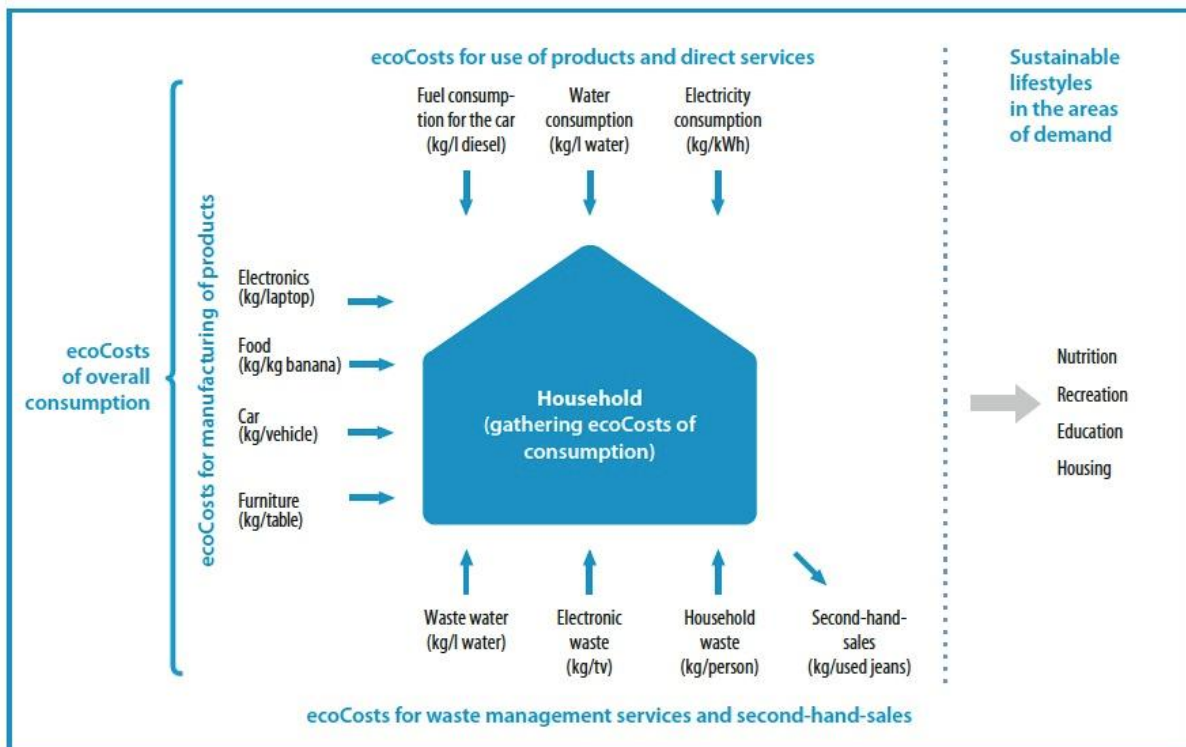 ecoCosts for use of products and direct services
Fuel consump-
tion for the car
(kg/l diesel)
Water
consumption
(kg/l water)
Electricity
consumption
(kg/kWh)
Sustainable
lifestyles
in the areas
of demand
ecoCosts
of overall
consumption
ecoCosts for manufacturing of products
Electronics
(kg/laptop)
Food
(kg/kg banana)
Car
(kg/vehicle)
Furniture
(kg/table)
Household
(gathering ecoCosts of
consumption)
Nutrition
Recreation
Education
Housing
Waste water
(kg/l water)
Electronic
waste
(kg/tv)
Household
waste
(kg/person)
Second-hand-
sales
(kg/used jeans)
ecoCosts for waste management services and second-hand-sales